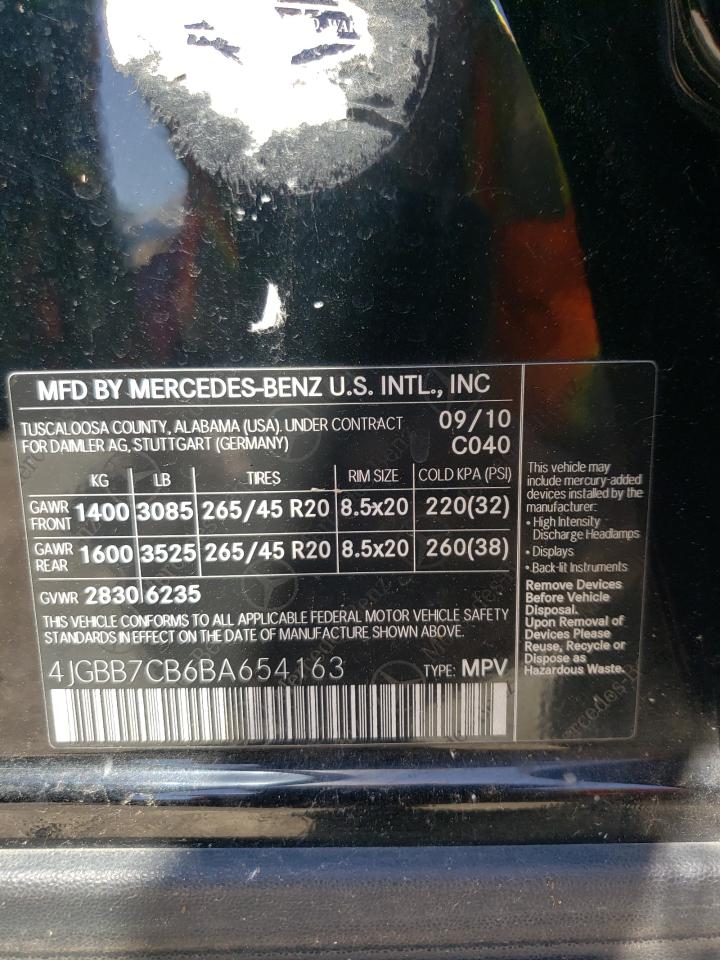 MFD BY MERCEDES-BENZ U.S. INTL., INC
TUSCALOOSA COUNTY, ALABAMA (USA). UNDER CONTRACT 09/10
FOR DAIMLER AG, STUTTGART (GERMANY) C040
KG LB TIRES RIM SIZE COLD KPA (PSI)
GAWR FRONT 1400 3085 265/45 R20 8.5x20 220(32)
GAWR REAR 1600 3525 265/45 R20 8.5x20 260(38)
GVWR 2830 6235
THIS VEHICLE CONFORMS TO ALL APPLICABLE FEDERAL MOTOR VEHICLE SAFETY
STANDARDS IN EFFECT ON THE DATE OF MANUFACTURE SHOWN ABOVE.
4JGBB7CB6BA654163 TYPE: MPV
This vehicle may
include mercury-added
devices installed by the
manufacturer:
• High Intensity
Discharge Headlamps
• Displays
• Back-lit Instruments
Remove Devices
Before Vehicle
Disposal.
Upon Removal of
Devices Please
Reuse, Recycle or
Dispose as
Hazardous Waste.